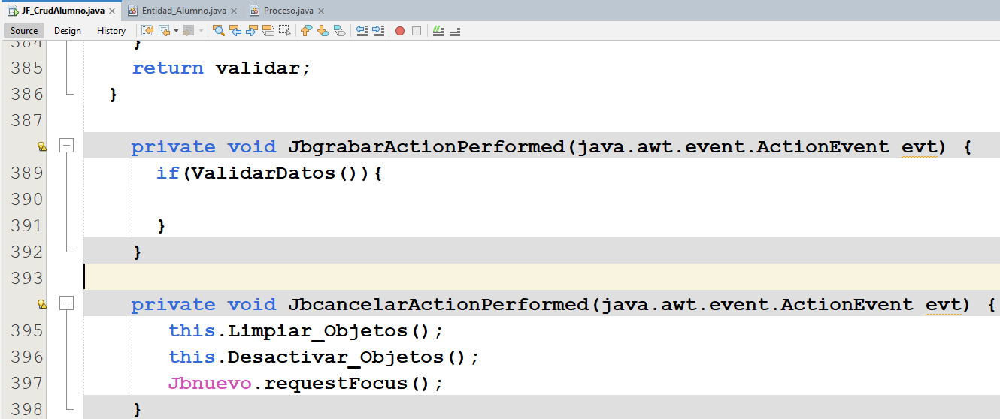 JF_CrudAlumno.java Entidad_Alumno.java Proceso.java
Source Design History
384 }
385 return validar;
386 }
387
private void JbgrabarActionPerformed(java.awt.event.ActionEvent evt) {
389 if(ValidarDatos()){
390
391 }
392 }
393
private void JbcancelarActionPerformed(java.awt.event.ActionEvent evt) {
395 this.Limpiar_Objetos();
396 this.Desactivar_Objetos();
397 Jbnuevo.requestFocus();
398 }